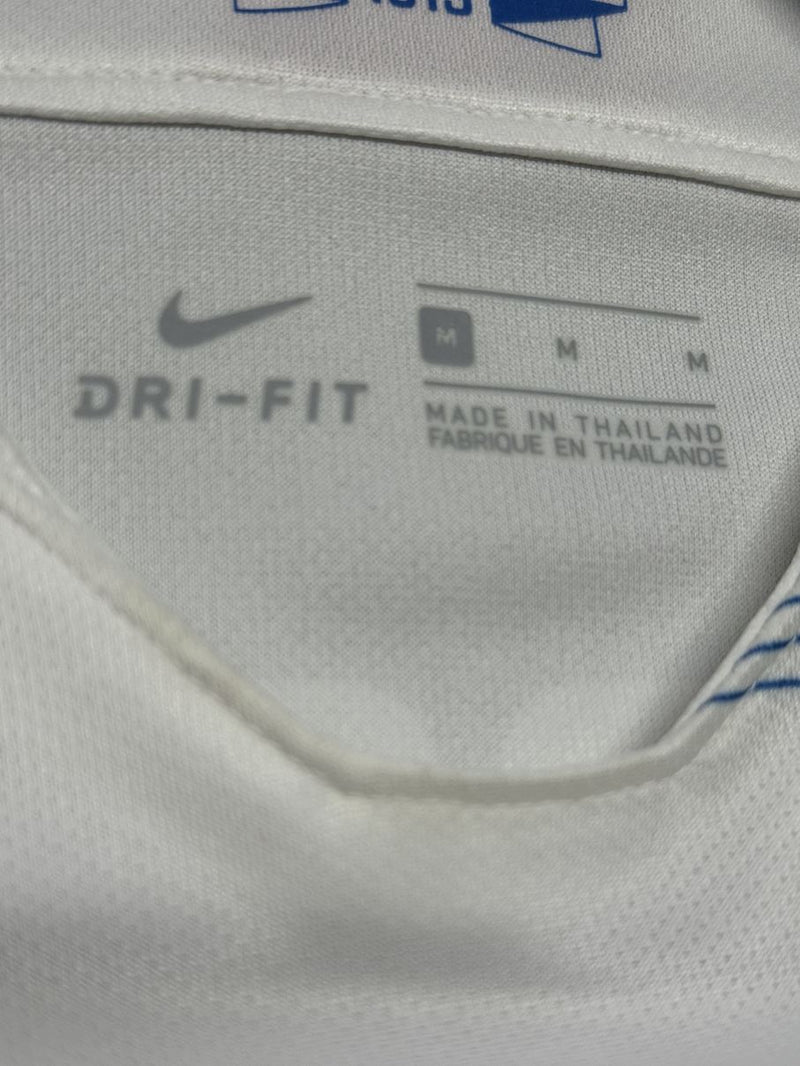 DRI-FIT
M M M
MADE IN THAILAND
FABRIQUE EN THAILANDE